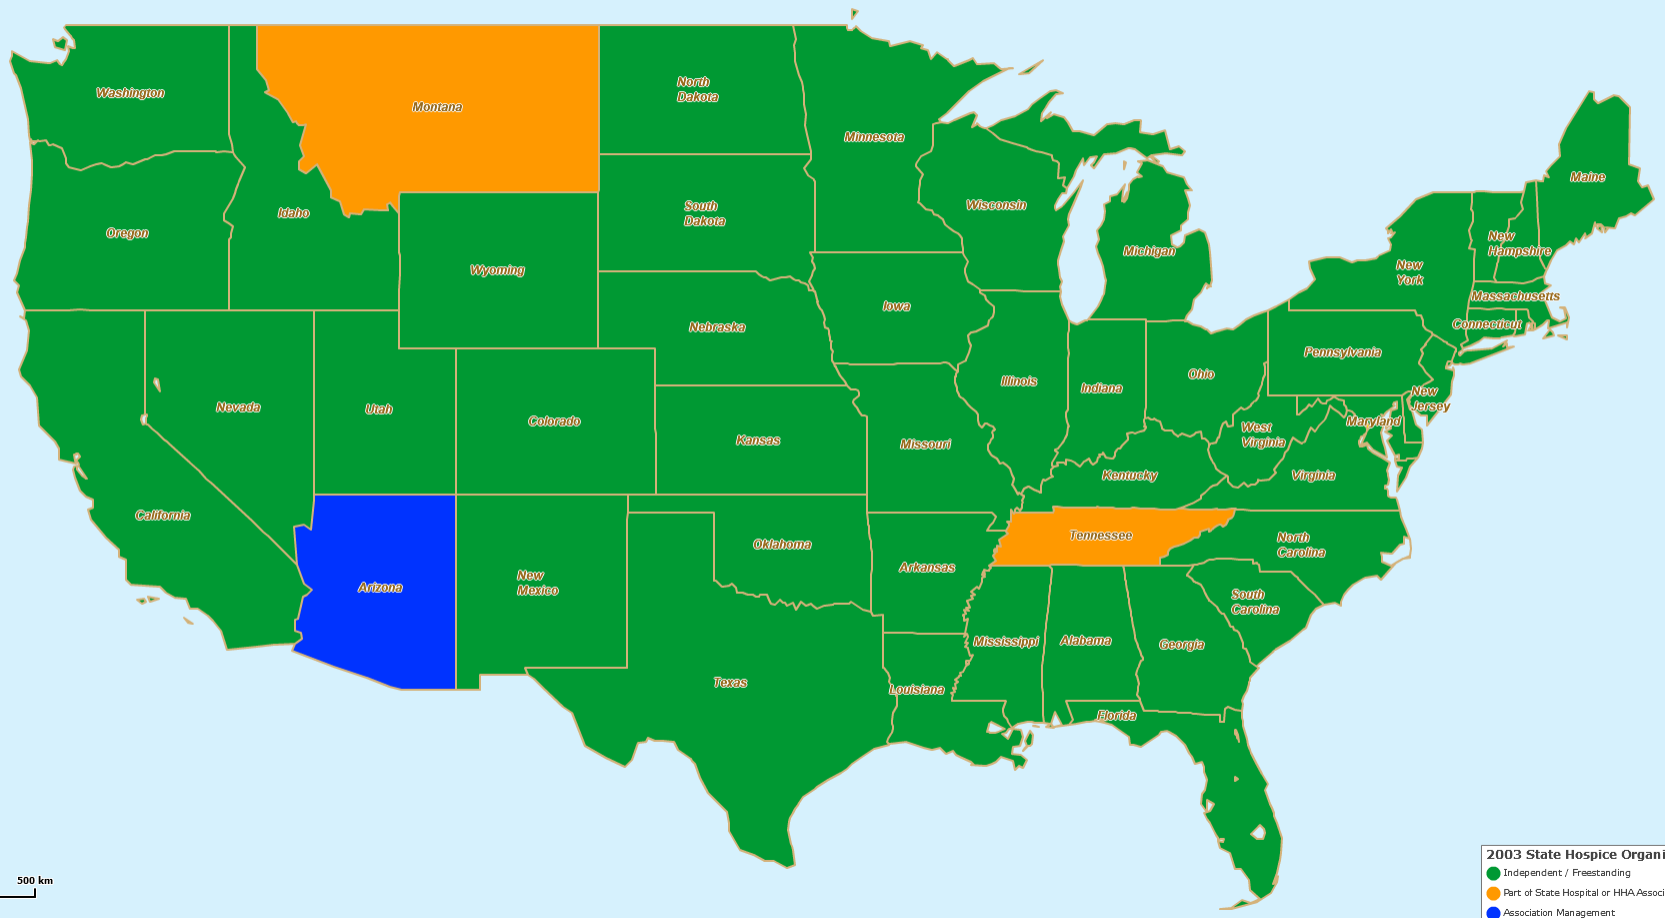 Washington
Montana
North
Dakota
Minnesota
Maine
Oregon
Idaho
South
Dakota
Wisconsin
Michigan
New
Hampshire
Wyoming
New
York
Massachusetts
Iowa
Nebraska
Connecticut
Pennsylvania
Illinois
Indiana
Ohio
New
Jersey
Nevada
Utah
Colorado
Kansas
Missouri
West
Virginia
Maryland
Kentucky
Virginia
California
Arizona
New
Mexico
Oklahoma
Arkansas
Tennessee
North
Carolina
South
Carolina
Mississippi
Alabama
Georgia
Texas
Louisiana
Florida
500 km
2003 State Hospice Organi
Independent / Freestanding
Part of State Hospital or HHA Associ
Association Management